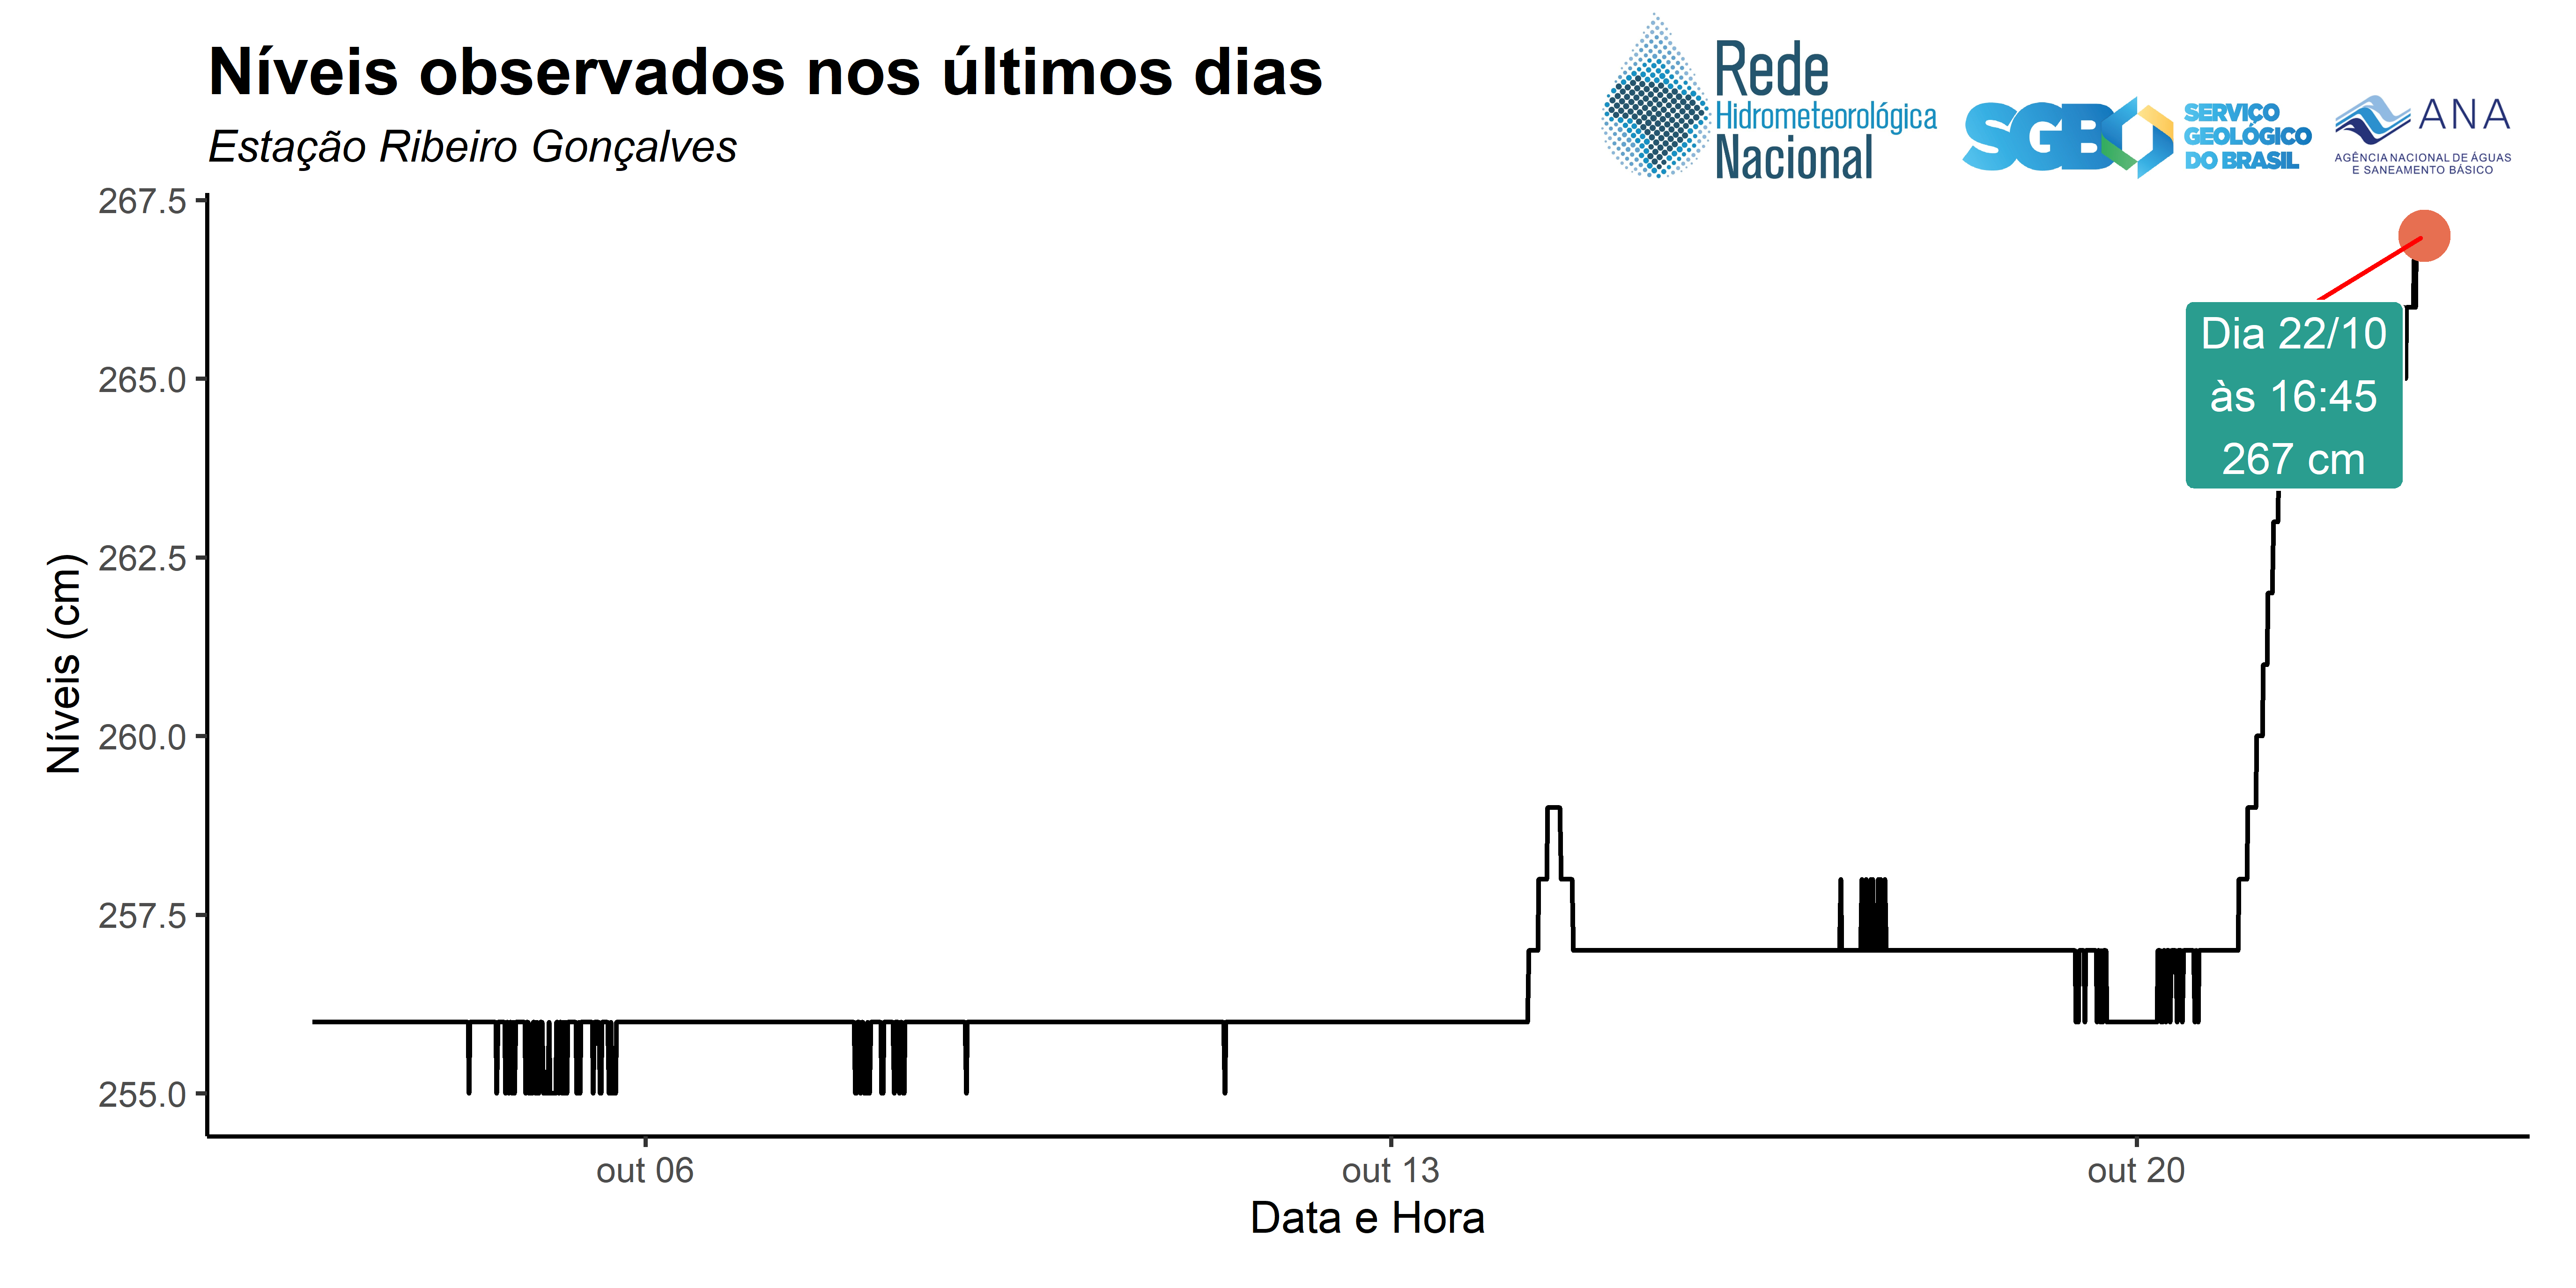 Níveis observados nos últimos dias
Estação Ribeiro Gonçalves
Rede
Hidrometeorológica
Nacional
SGB
SERVIÇO
GEOLÓGICO
DO BRASIL
ANA
AGÊNCIA NACIONAL DE ÁGUAS
E SANEAMENTO BÁSICO
Níveis (cm)
267.5
265.0
262.5
260.0
257.5
255.0
Dia 22/10
às 16:45
267 cm
out 06
out 13
out 20
Data e Hora